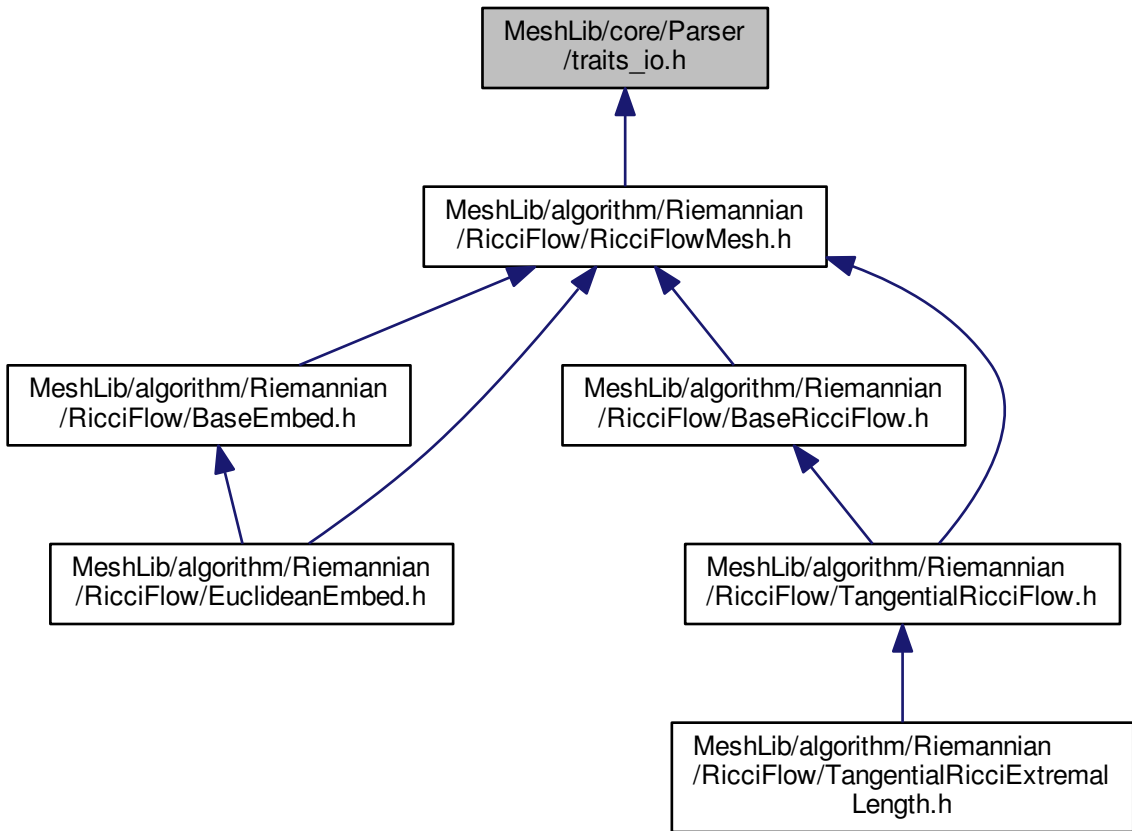 MeshLib/core/Parser
/traits_io.h
MeshLib/algorithm/Riemannian
/RicciFlow/RicciFlowMesh.h
MeshLib/algorithm/Riemannian
/RicciFlow/BaseEmbed.h
MeshLib/algorithm/Riemannian
/RicciFlow/BaseRicciFlow.h
MeshLib/algorithm/Riemannian
/RicciFlow/EuclideanEmbed.h
MeshLib/algorithm/Riemannian
/RicciFlow/TangentialRicciFlow.h
MeshLib/algorithm/Riemannian
/RicciFlow/TangentialRicciExtremal
Length.h